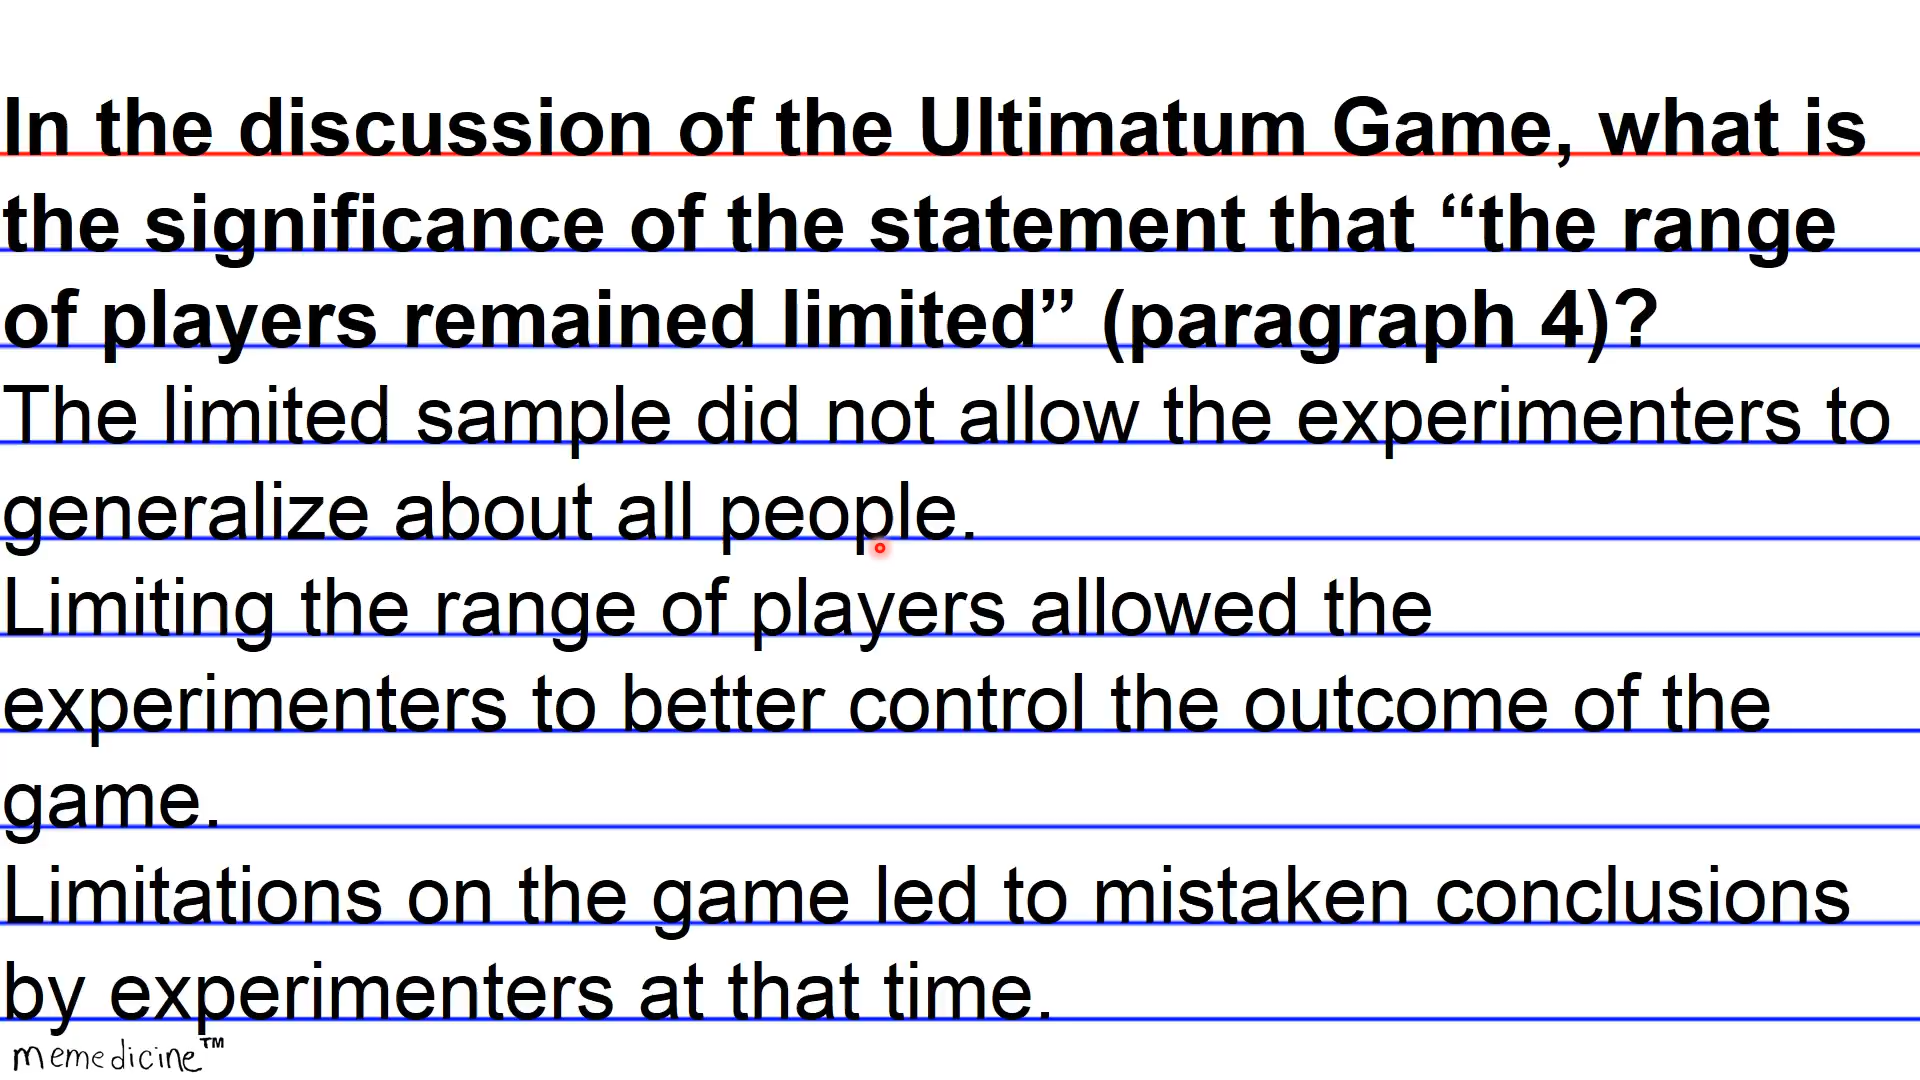 In the discussion of the Ultimatum Game, what is
the significance of the statement that “the range
of players remained limited” (paragraph 4)?
The limited sample did not allow the experimenters to
generalize about all people.
Limiting the range of players allowed the
experimenters to better control the outcome of the
game.
Limitations on the game led to mistaken conclusions
by experimenters at that time.
memedicine™